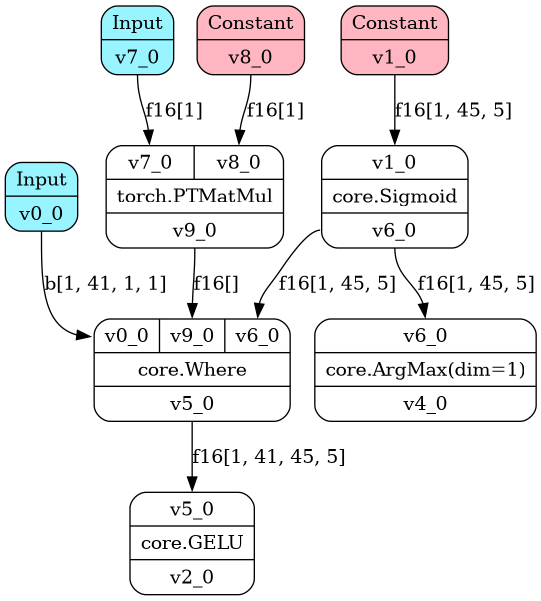 Input
v7_0
Constant
v8_0
Constant
v1_0
f16[1]
f16[1]
f16[1, 45, 5]
Input
v0_0
v7_0
v8_0
torch.PTMatMul
v9_0
v1_0
core.Sigmoid
v6_0
b[1, 41, 1, 1]
f16[]
f16[1, 45, 5]
f16[1, 45, 5]
v0_0
v9_0
v6_0
core.Where
v5_0
v6_0
core.ArgMax(dim=1)
v4_0
f16[1, 41, 45, 5]
v5_0
core.GELU
v2_0